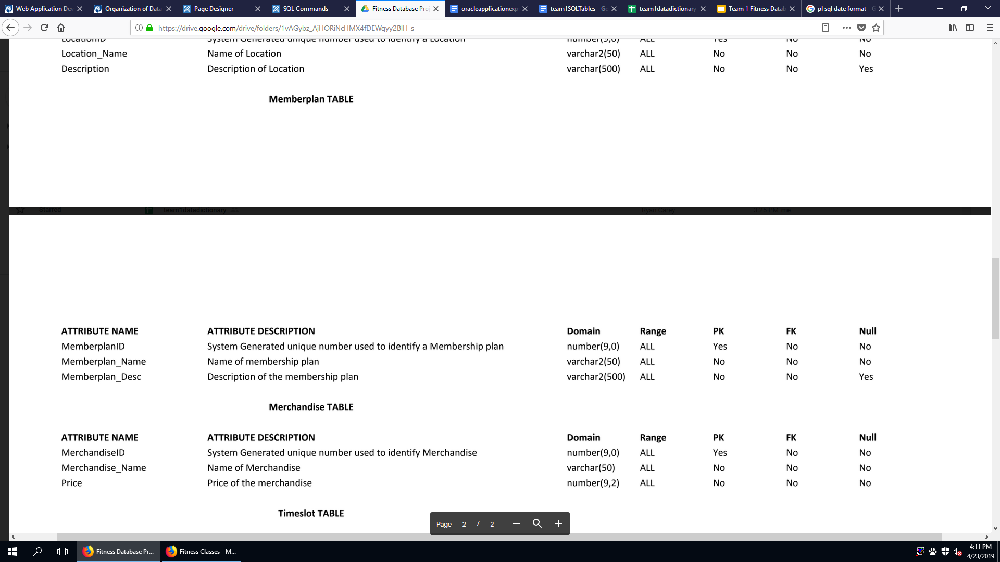 Web Application Dev
Organization of Data
Page Designer
SQL Commands
Fitness Database Proj
oracleapplicationexp
team1SQLTables - Go
team1datadictionary
Team 1 Fitness Datab
pl sql date format - G
https://drive.google.com/drive/folders/1vAGybz_AjHORiNcHMX4fDEWqyy2BlH-s
LocationID System Generated unique number used to identify a Location number(9,0) ALL Yes No No
Location_Name Name of Location varchar2(50) ALL No No No
Description Description of Location varchar(500) ALL No No Yes
Memberplan TABLE
Starred team1datadictionary Ryan Carey 3:26 PM me —
ATTRIBUTE NAME ATTRIBUTE DESCRIPTION Domain Range PK FK Null
MemberplanID System Generated unique number used to identify a Membership plan number(9,0) ALL Yes No No
Memberplan_Name Name of membership plan varchar2(50) ALL No No No
Memberplan_Desc Description of the membership plan varchar2(500) ALL No No Yes
Merchandise TABLE
ATTRIBUTE NAME ATTRIBUTE DESCRIPTION Domain Range PK FK Null
MerchandiseID System Generated unique number used to identify Merchandise number(9,0) ALL Yes No No
Merchandise_Name Name of Merchandise varchar(50) ALL No No No
Price Price of the merchandise number(9,2) ALL No No No
Timeslot TABLE
Page 2 / 2
Fitness Database Pr...
Fitness Classes - M...
4:11 PM
4/23/2019